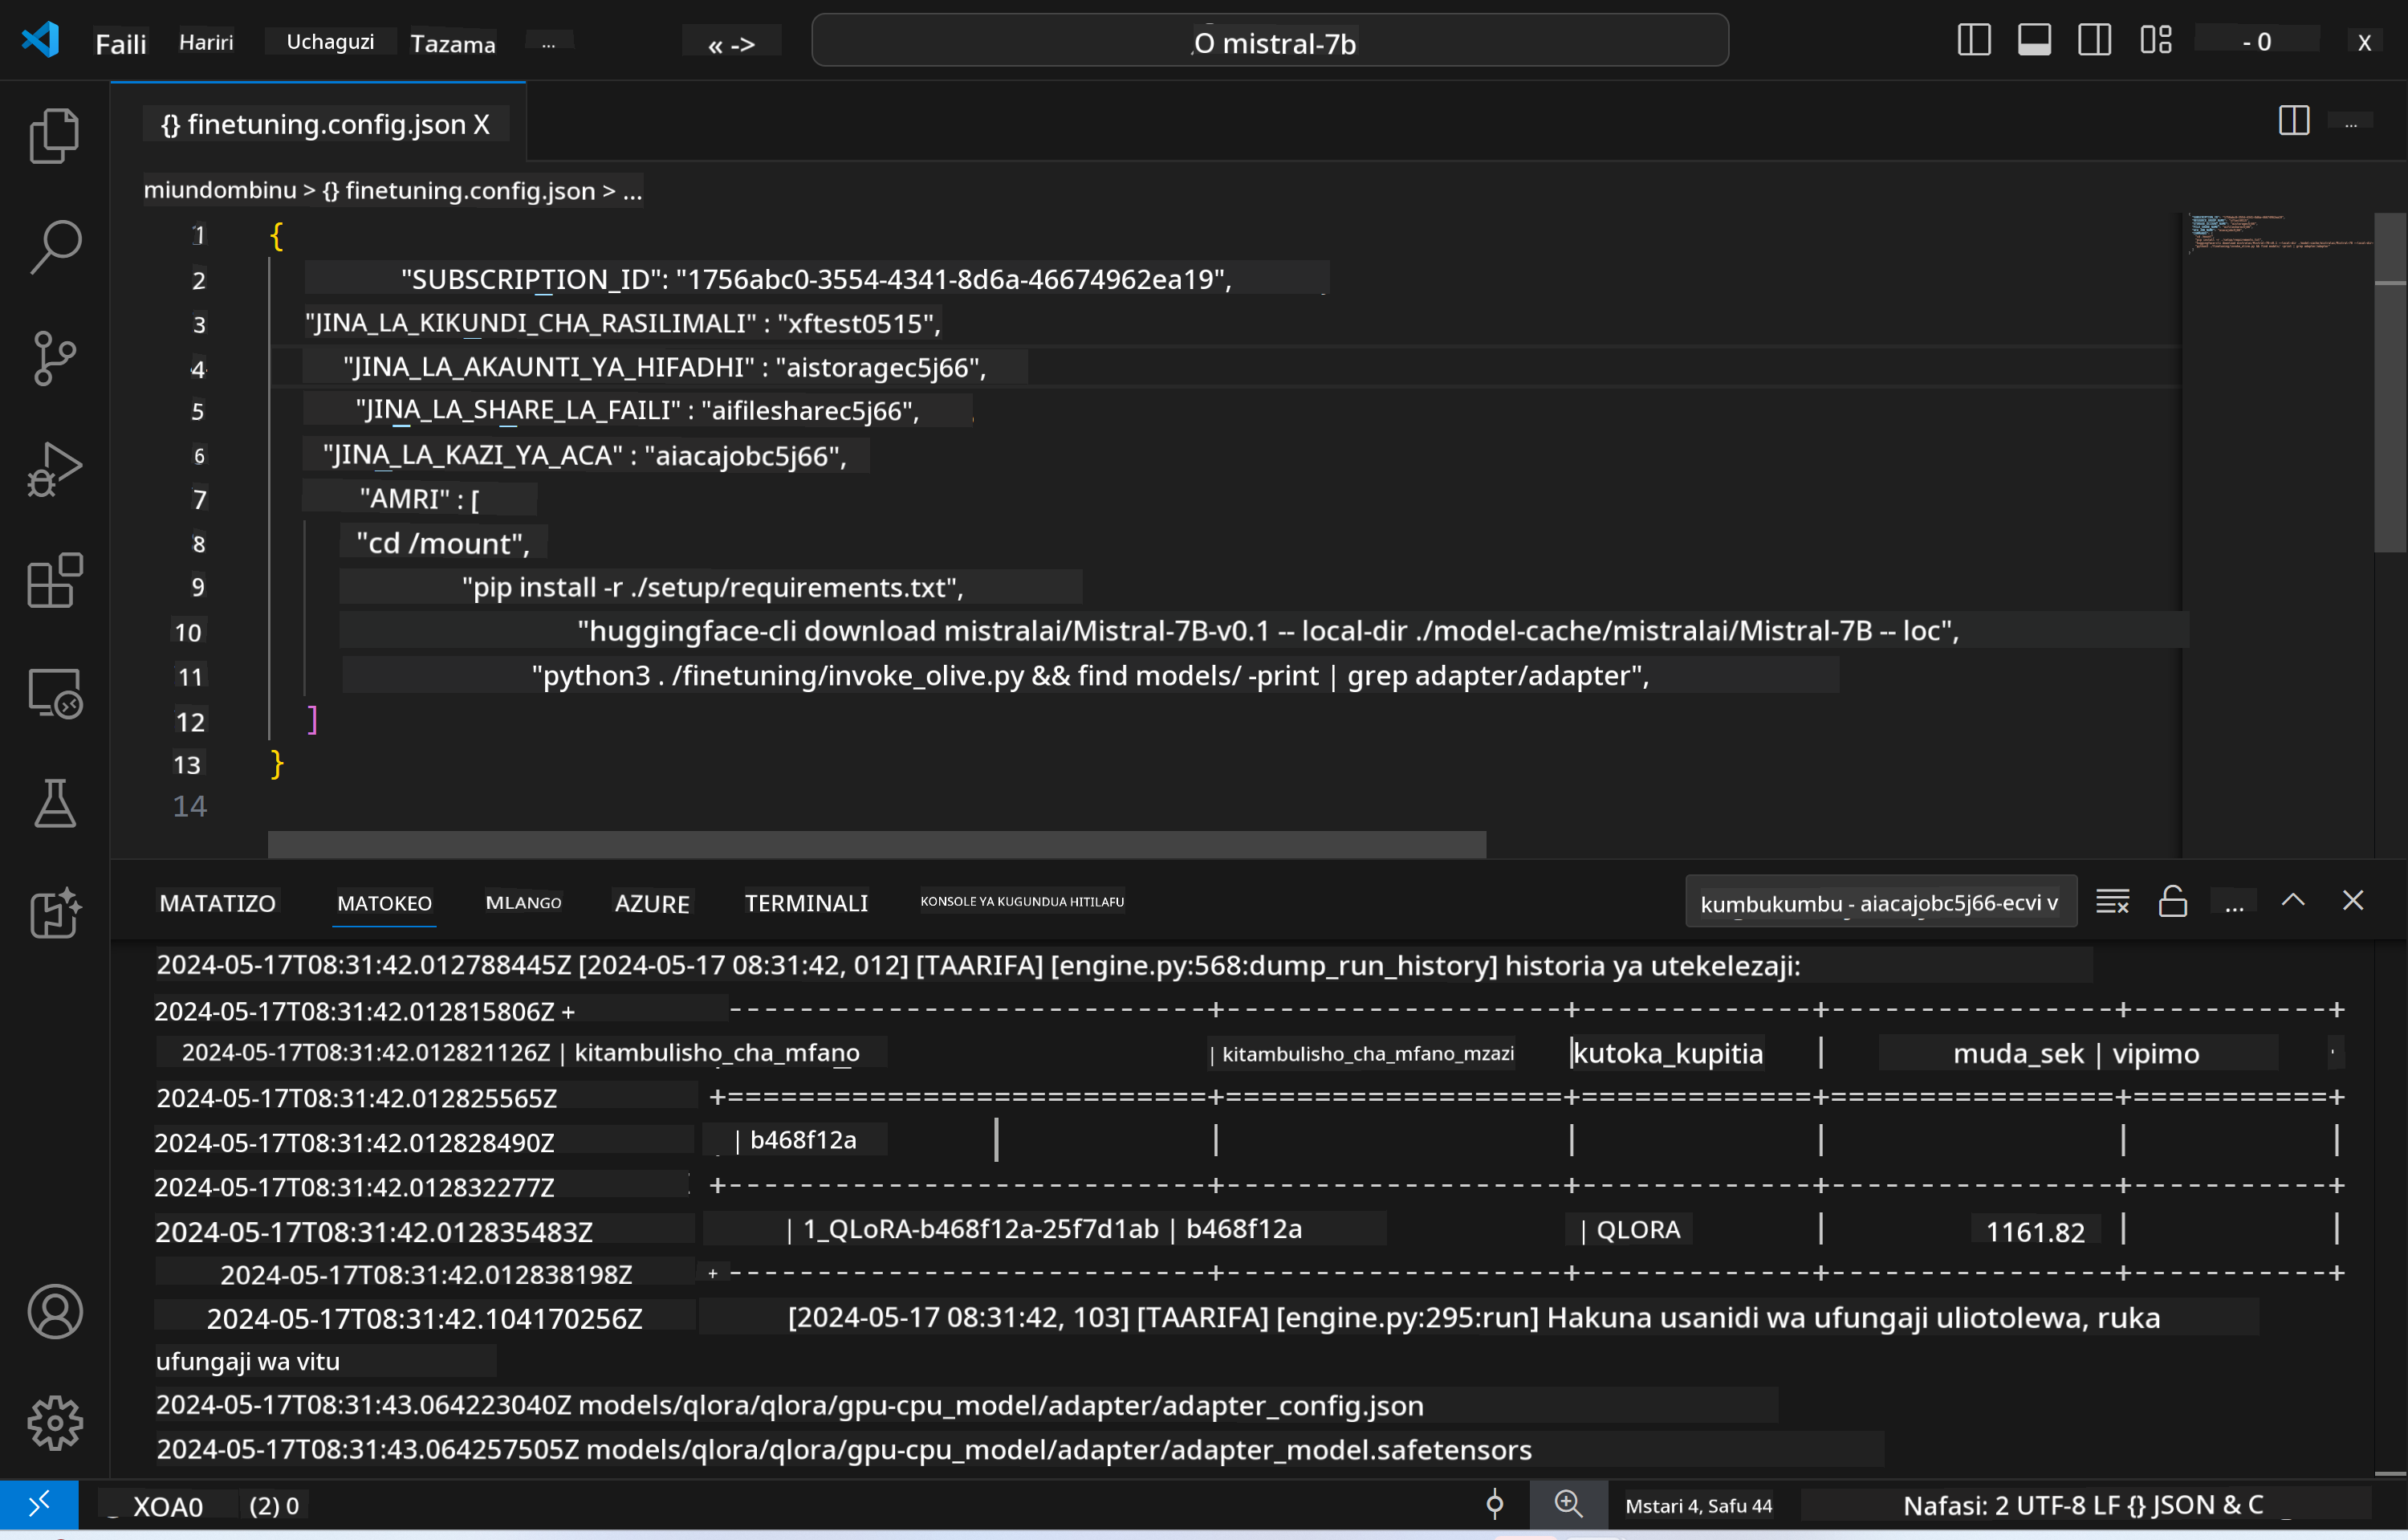 Faili Hariri Uchaguzi Tazama ... « -> O mistral-7b - 0 X
{} finetuning.config.json X ...
miundombinu > {} finetuning.config.json > ...
1 {
2 "SUBSCRIPTION_ID": "1756abc0-3554-4341-8d6a-46674962ea19",
3 "JINA_LA_KIKUNDI_CHA_RASILIMALI" : "xftest0515",
4 "JINA_LA_AKAUNTI_YA_HIFADHI" : "aistoragec5j66",
5 "JINA_LA_SHARE_LA_FAILI" : "aifilesharec5j66",
6 "JINA_LA_KAZI_YA_ACA" : "aiacajobc5j66",
7 "AMRI" : [
8 "cd /mount",
9 "pip install -r ./setup/requirements.txt",
10 "huggingface-cli download mistralai/Mistral-7B-v0.1 -- local-dir ./model-cache/mistralai/Mistral-7B -- loc",
11 "python3 . /finetuning/invoke_olive.py && find models/ -print | grep adapter/adapter",
12 ]
13 }
14
MATATIZO MATOKEO MLANGO AZURE TERMINALI KONSOLE YA KUGUNDUA HITILAFU kumbukumbu - aiacajobc5j66-ecvi v ...
2024-05-17T08:31:42.012788445Z [2024-05-17 08:31:42, 012] [TAARIFA] [engine.py:568:dump_run_history] historia ya utekelezaji:
2024-05-17T08:31:42.012815806Z +---------------------------+-------------------+-------------+----------------+-----------+
2024-05-17T08:31:42.012821126Z | kitambulisho_cha_mfano | kitambulisho_cha_mfano_mzazi |kutoka_kupitia | muda_sek | vipimo
2024-05-17T08:31:42.012825565Z +===========================+===================+=============+================+===========+
2024-05-17T08:31:42.012828490Z | b468f12a | | | | | |
2024-05-17T08:31:42.012832277Z +---------------------------+-------------------+-------------+----------------+-----------+
2024-05-17T08:31:42.012835483Z | 1_QLoRA-b468f12a-25f7d1ab | b468f12a | QLORA | 1161.82 | |
2024-05-17T08:31:42.012838198Z +---------------------------+-------------------+-------------+----------------+-----------+
2024-05-17T08:31:42.104170256Z [2024-05-17 08:31:42, 103] [TAARIFA] [engine.py:295:run] Hakuna usanidi wa ufungaji uliotolewa, ruka
ufungaji wa vitu
2024-05-17T08:31:43.064223040Z models/qlora/qlora/gpu-cpu_model/adapter/adapter_config.json
2024-05-17T08:31:43.064257505Z models/qlora/qlora/gpu-cpu_model/adapter/adapter_model.safetensors
XOA0 (2) 0 Mstari 4, Safu 44 Nafasi: 2 UTF-8 LF {} JSON & C